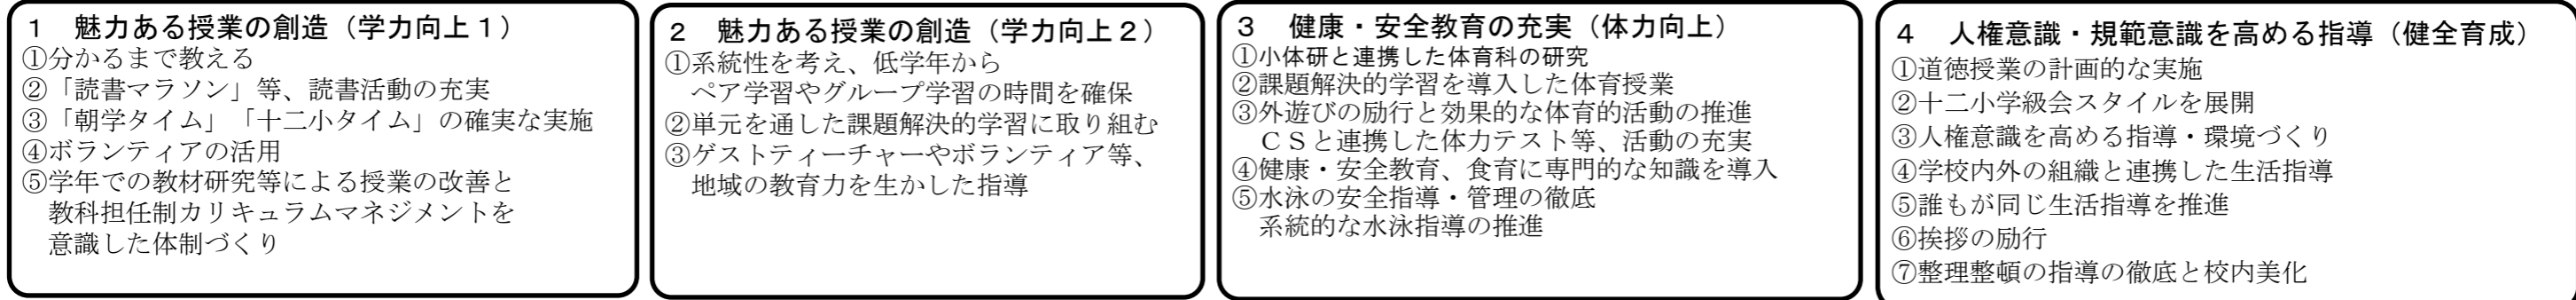 １　魅力ある授業の創造（学力向上１）
①分かるまで教える
②「読書マラソン」等、読書活動の充実
③「朝学タイム」「十二小タイム」の確実な実施
④ボランティアの活用
⑤学年での教材研究等による授業の改善と
教科担任制カリキュラムマネジメントを
意識した体制づくり
２　魅力ある授業の創造（学力向上２）
①系統性を考え、低学年から
ペア学習やグループ学習の時間を確保
②単元を通した課題解決的学習に取り組む
③ゲストティーチャーやボランティア等、
地域の教育力を生かした指導
３　健康・安全教育の充実（体力向上）
①小体研と連携した体育科の研究
②課題解決的学習を導入した体育授業
③外遊びの励行と効果的な体育的活動の推進
ＣＳと連携した体力テスト等、活動の充実
④健康・安全教育、食育に専門的な知識を導入
⑤水泳の安全指導・管理の徹底
系統的な水泳指導の推進
４　人権意識・規範意識を高める指導（健全育成）
①道徳授業の計画的な実施
②十二小学級会スタイルを展開
③人権意識を高める指導・環境づくり
④学校内外の組織と連携した生活指導
⑤誰もが同じ生活指導を推進
⑥挨拶の励行
⑦整理整頓の指導の徹底と校内美化